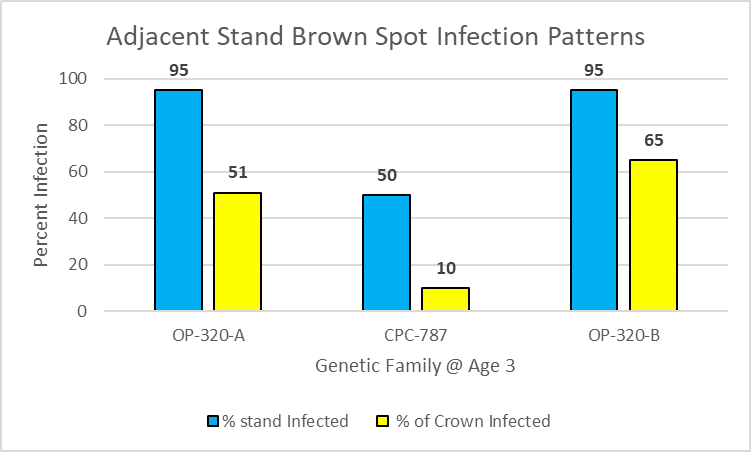 Adjacent Stand Brown Spot Infection Patterns
Percent Infection
100
80
60
40
20
0
95
51
50
10
95
65
OP-320-A
CPC-787
OP-320-B
Genetic Family @ Age 3
% stand Infected
% of Crown Infected